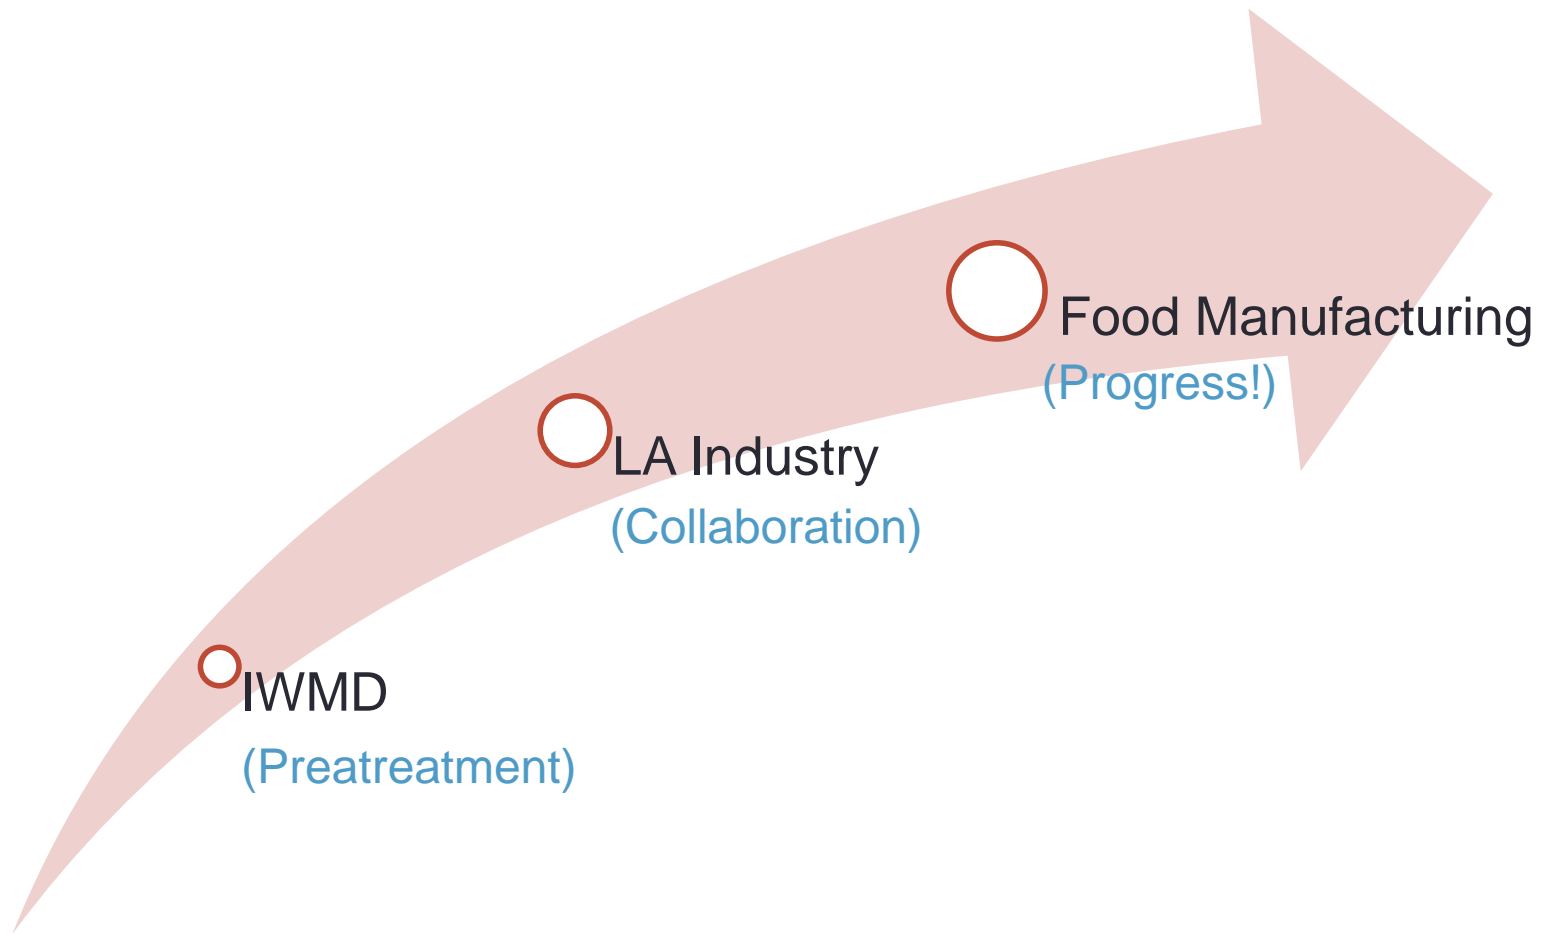 Food Manufacturing
(Progress!)
LA Industry
(Collaboration)
IWMD
(Preatreatment)